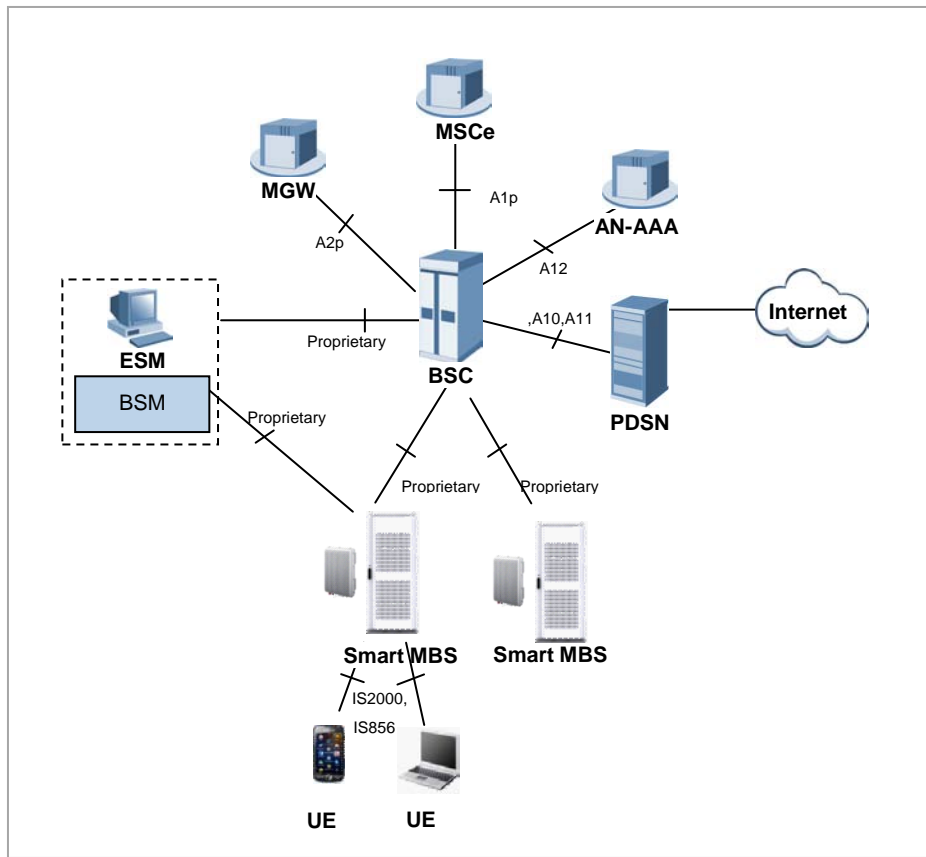 MSCe
MGW
A1p
AN-AAA
A2p
A12
Internet
,A10,A11
Proprietary
ESM
BSC
BSM
PDSN
Proprietary
Proprietary
Proprietary
Smart MBS
Smart MBS
IS2000,
IS856
UE
UE